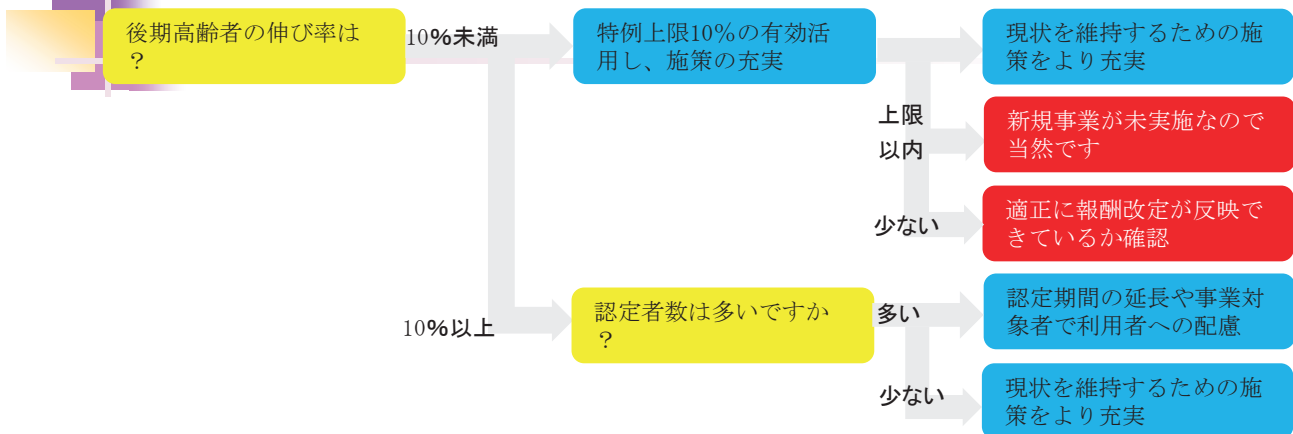 後期高齢者の伸び率は
？
10%未満
特例上限10％の有効活
用し、施策の充実
現状を維持するための施
策をより充実
上限
以内
新規事業が未実施なので
当然です
少ない
適正に報酬改定が反映で
きているか確認
10%以上
認定者数は多いですか
？
多い
認定期間の延長や事業対
象者で利用者への配慮
少ない
現状を維持するための施
策をより充実